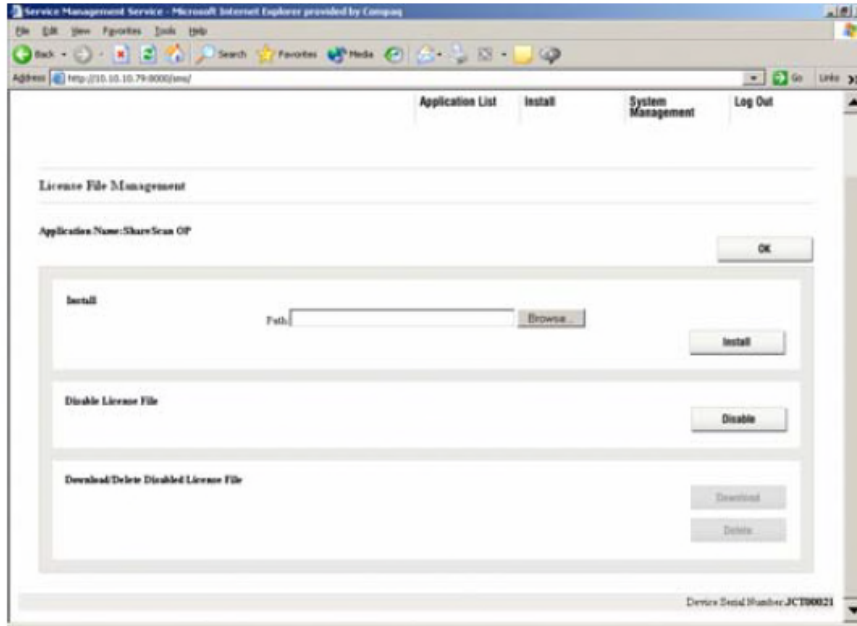 Service Management Service - Microsoft Internet Explorer provided by Compaq
File Edit View Favorites Tools Help
Back Search Favorites Media
Address http://10.10.10.79:8000/sms/ Go Links
Application List Install System Management Log Out
License File Management
Application Name:ShareScan OP
OK
Install
Path: Browse...
Install
Disable License File
Disable
Download/Delete Disabled License File
Download
Delete
Device Serial Number:JCT00021